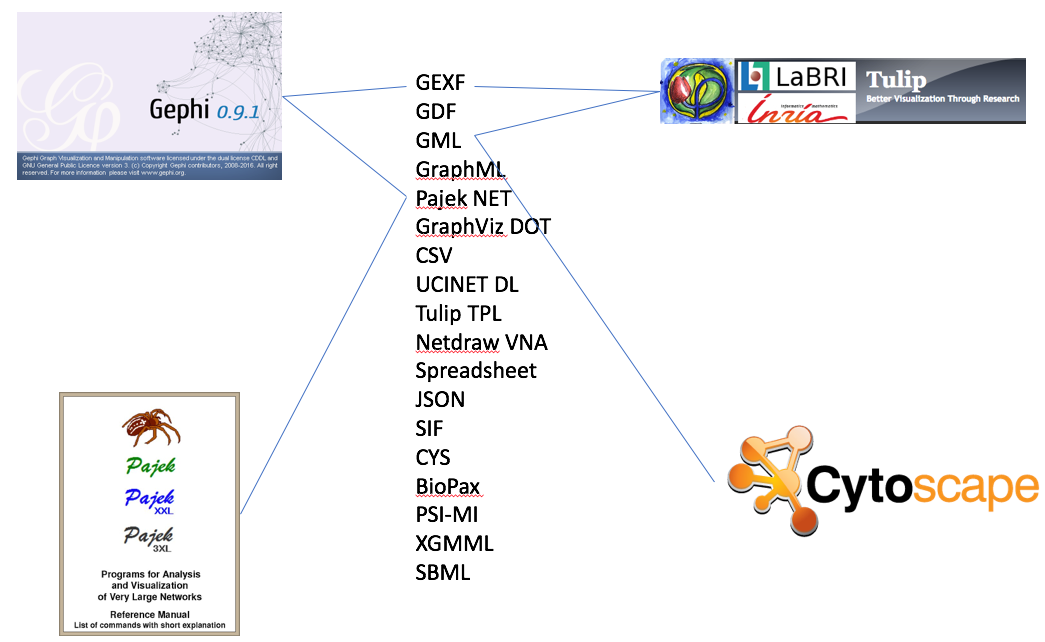 Gephi 0.9.1
Gephi Graph Visualization and Manipulation software licensed under the dual license CDDL and
GNU General Public Licence version 3. (c) Copyright Gephi contributors, 2008-2016. All right
reserved. For more information please visit www.gephi.org.
GEXF
GDF
GML
GraphML
Pajek NET
GraphViz DOT
CSV
UCINET DL
Tulip TPL
Netdraw VNA
Spreadsheet
JSON
SIF
CYS
BioPax
PSI-MI
XGMML
SBML
LaBRI
informatics mathematics
Inria
Tulip
Better Visualization Through Research
Pajek
Pajek
XXL
Pajek
3XL
Programs for Analysis
and Visualization
of Very Large Networks
Reference Manual
List of commands with short explanation
Cytoscape